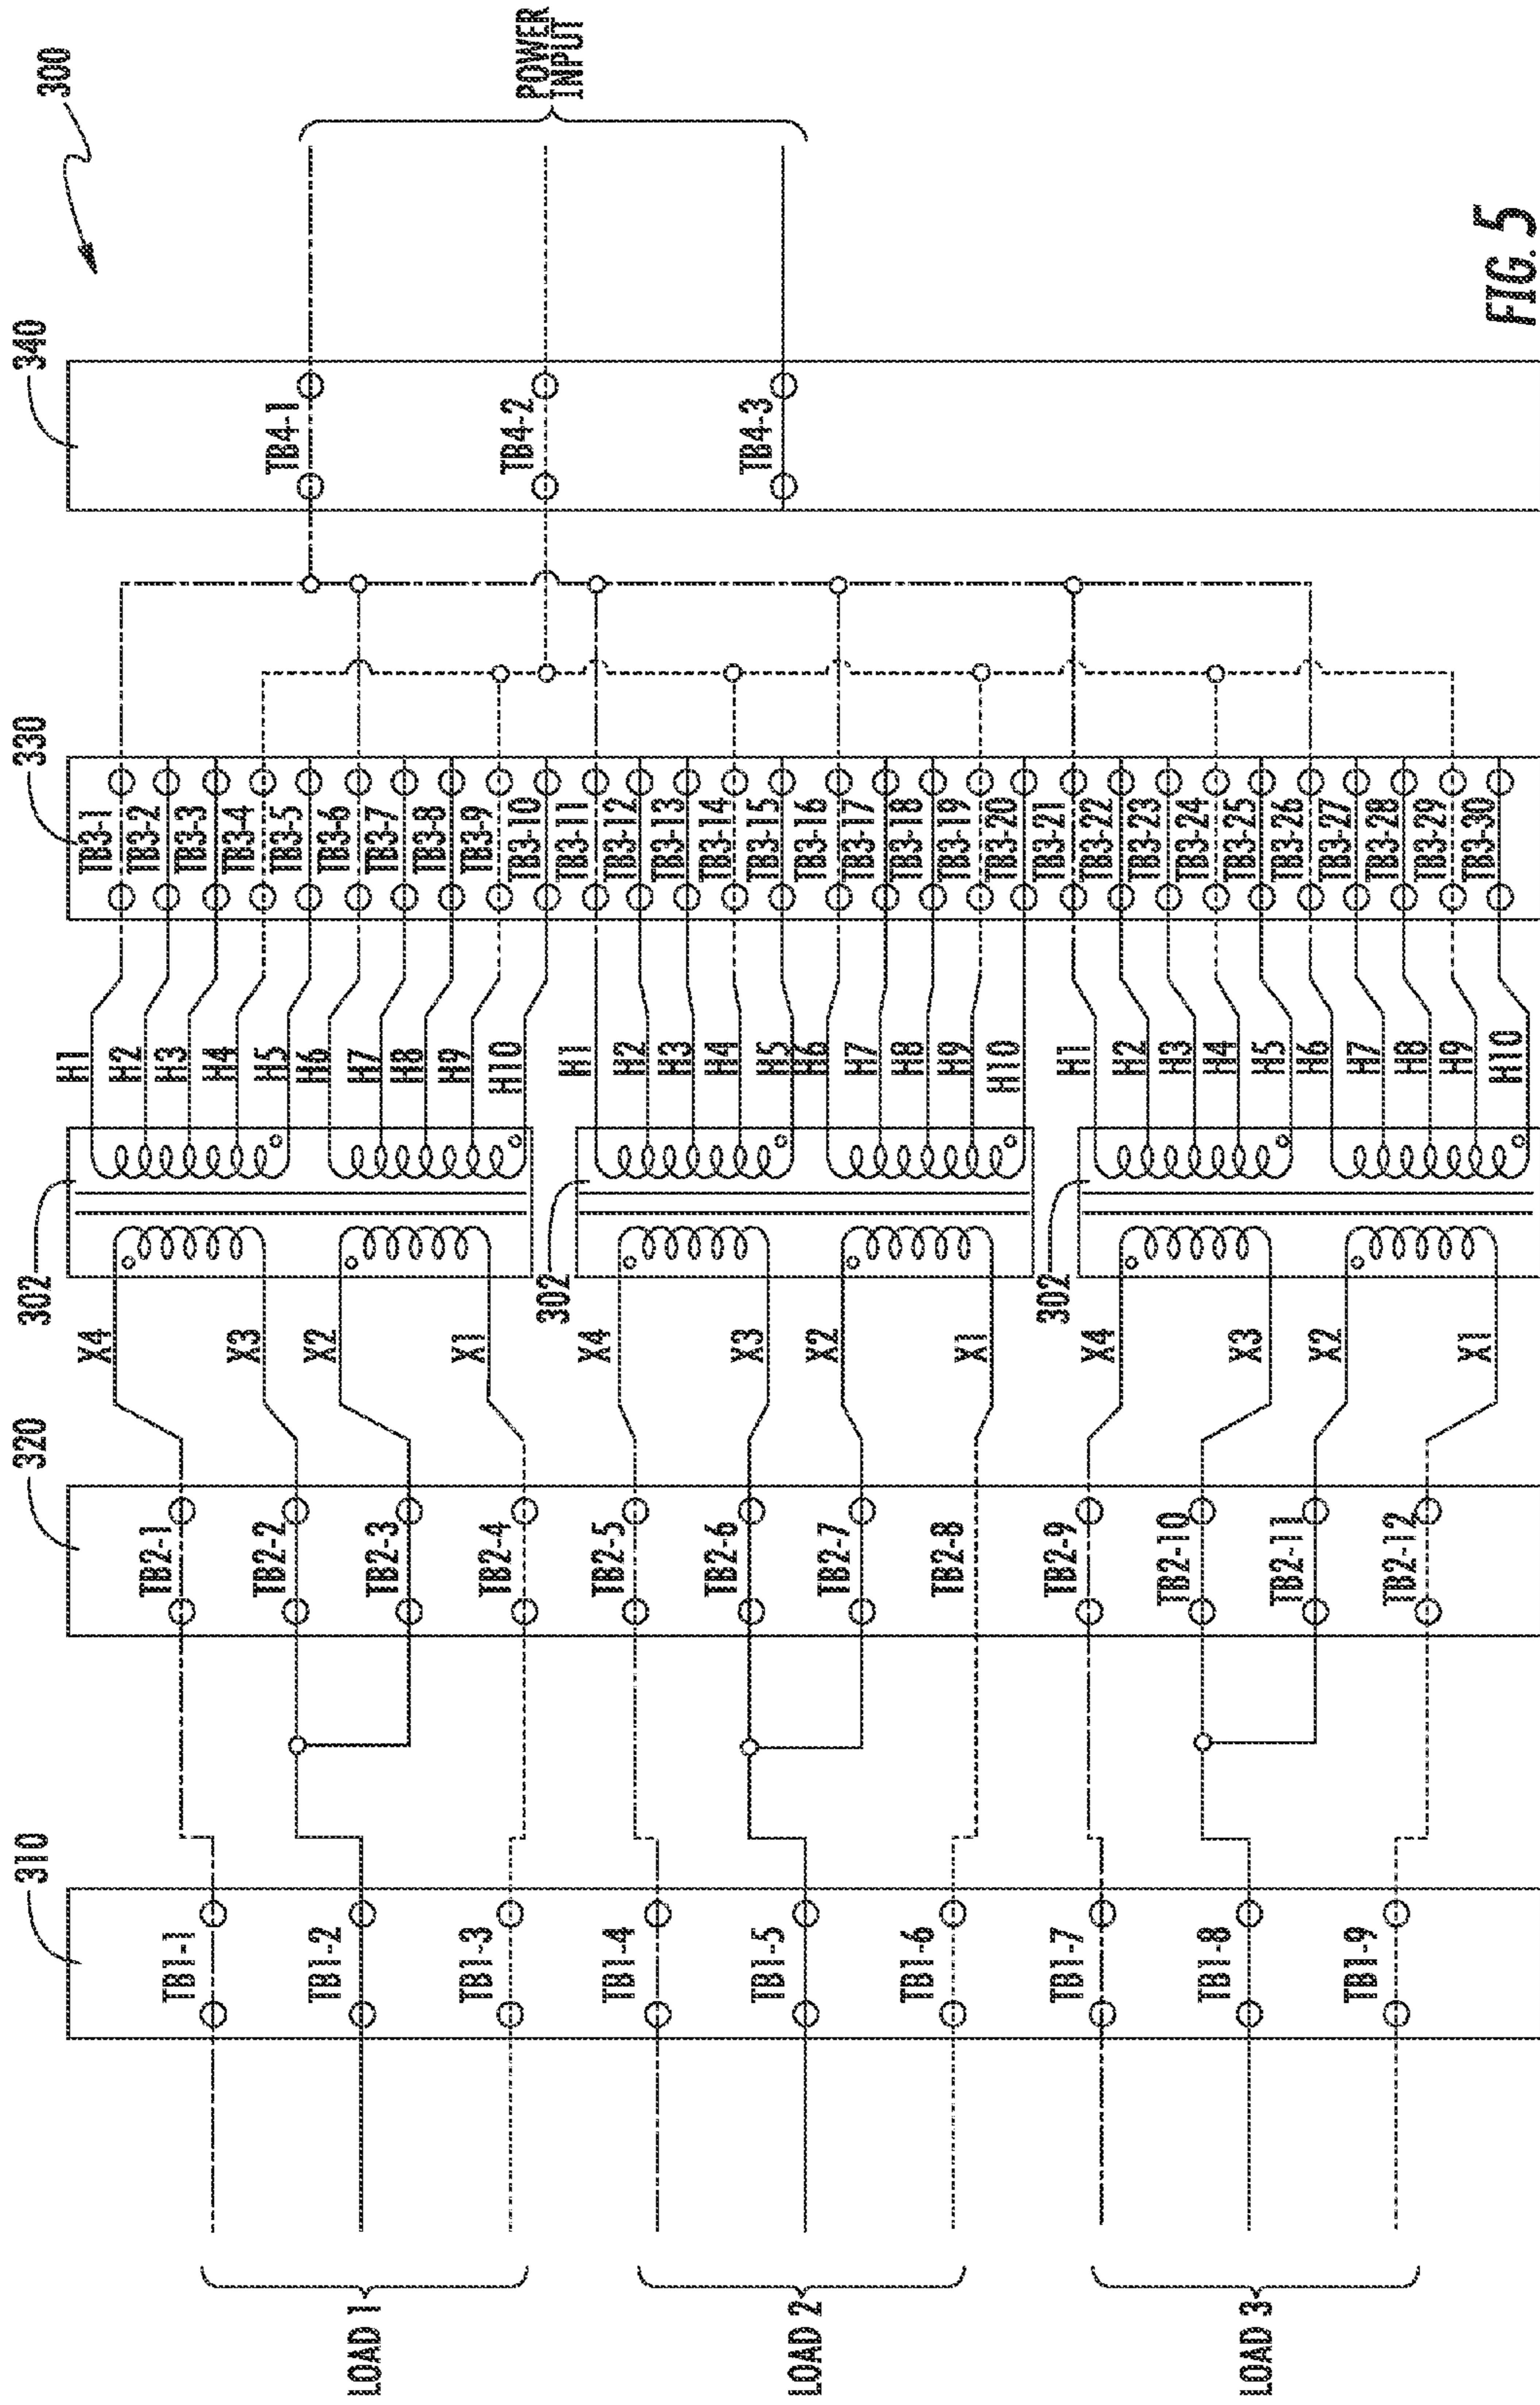 300
POWER
INPUT
340
TB4-1
TB4-2
TB4-3
330
TB3-1
TB3-2
TB3-3
TB3-4
TB3-5
TB3-6
TB3-7
TB3-8
TB3-9
TB3-10
TB3-11
TB3-12
TB3-13
TB3-14
TB3-15
TB3-16
TB3-17
TB3-18
TB3-19
TB3-20
TB3-21
TB3-22
TB3-23
TB3-24
TB3-25
TB3-26
TB3-27
TB3-28
TB3-29
TB3-30
H1
H2
H3
H4
H5
H6
H7
H8
H9
H10
H1
H2
H3
H4
H5
H6
H7
H8
H9
H10
H1
H2
H3
H4
H5
H6
H7
H8
H9
H10
302
302
302
X4
X3
X2
X1
X4
X3
X2
X1
X4
X3
X2
X1
320
TB2-1
TB2-2
TB2-3
TB2-4
TB2-5
TB2-6
TB2-7
TB2-8
TB2-9
TB2-10
TB2-11
TB2-12
310
TB1-1
TB1-2
TB1-3
TB1-4
TB1-5
TB1-6
TB1-7
TB1-8
TB1-9
LOAD 1
LOAD 2
LOAD 3
FIG. 5